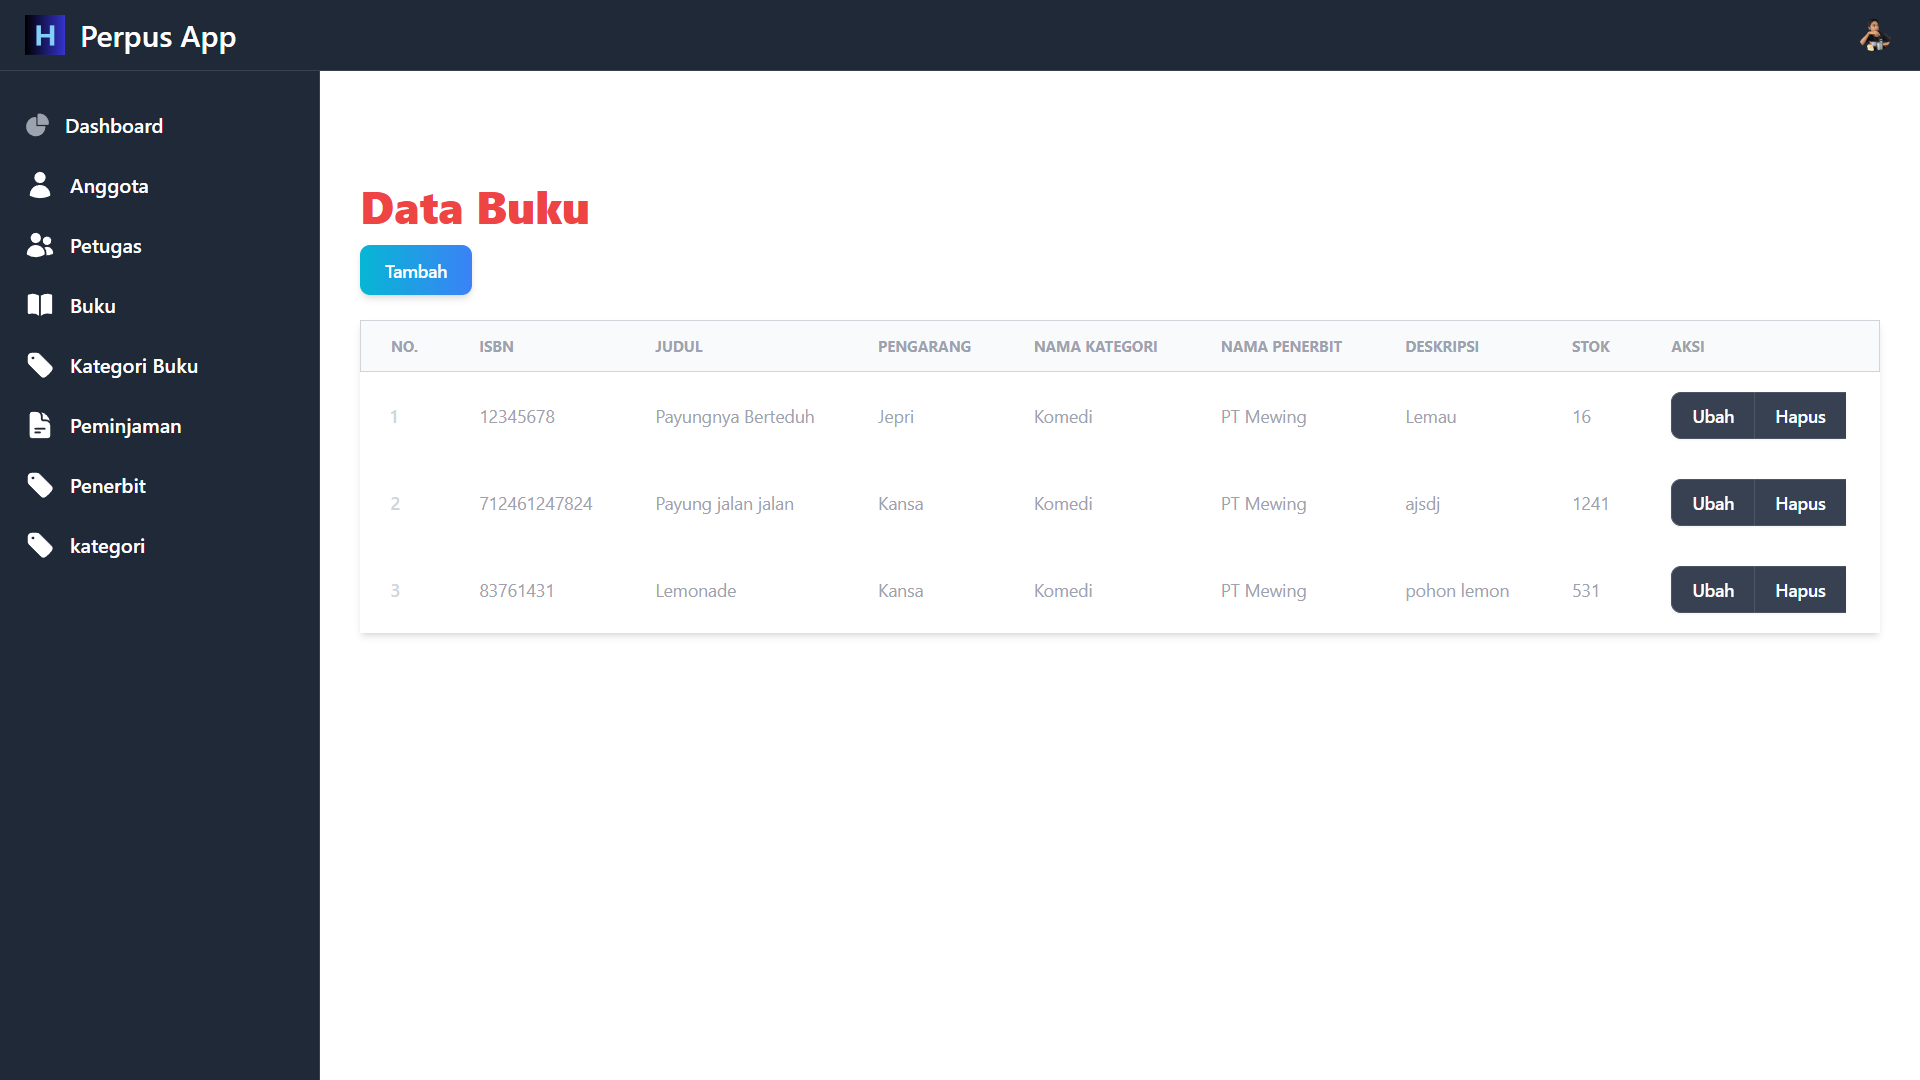 H Perpus App
Dashboard
Anggota
Petugas
Buku
Kategori Buku
Peminjaman
Penerbit
kategori
Data Buku
Tambah
NO. ISBN JUDUL PENGARANG NAMA KATEGORI NAMA PENERBIT DESKRIPSI STOK AKSI
1 12345678 Payungnya Berteduh Jepri Komedi PT Mewing Lemau 16 Ubah Hapus
2 712461247824 Payung jalan jalan Kansa Komedi PT Mewing ajsdj 1241 Ubah Hapus
3 83761431 Lemonade Kansa Komedi PT Mewing pohon lemon 531 Ubah Hapus